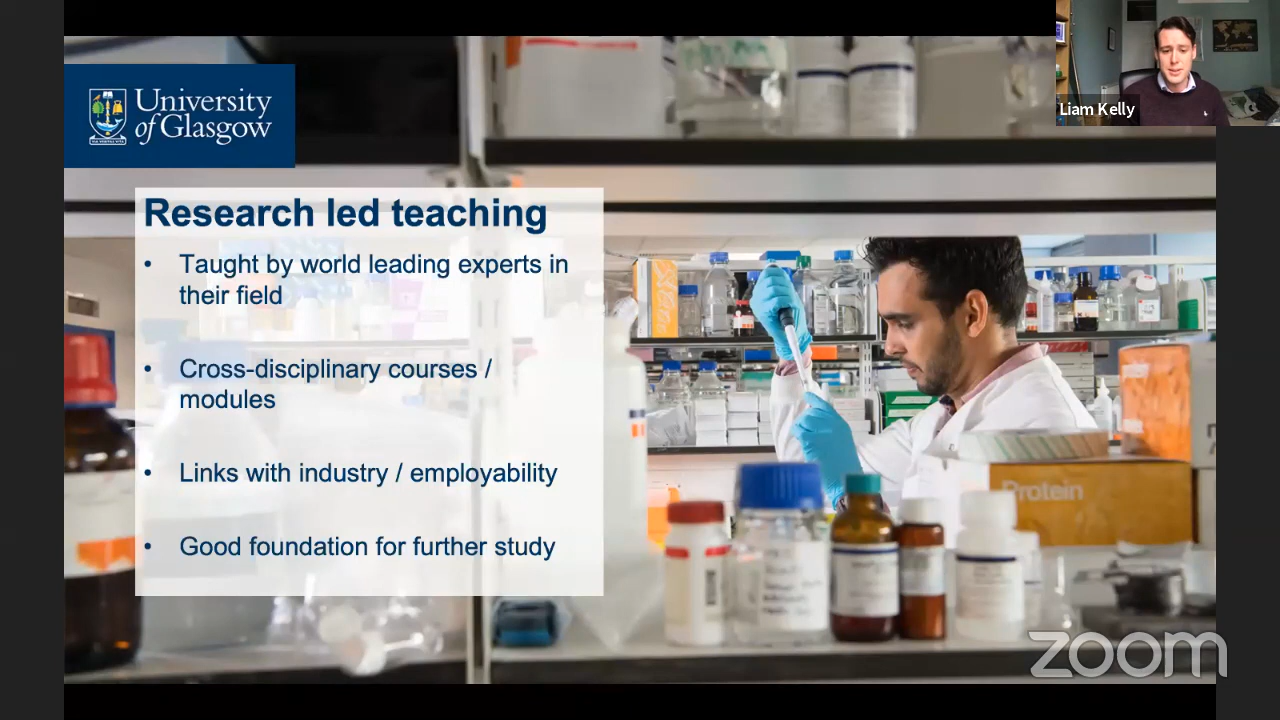 University
of Glasgow
Liam Kelly
Research led teaching
• Taught by world leading experts in
their field
• Cross-disciplinary courses /
modules
• Links with industry / employability
• Good foundation for further study
Protein
zoom